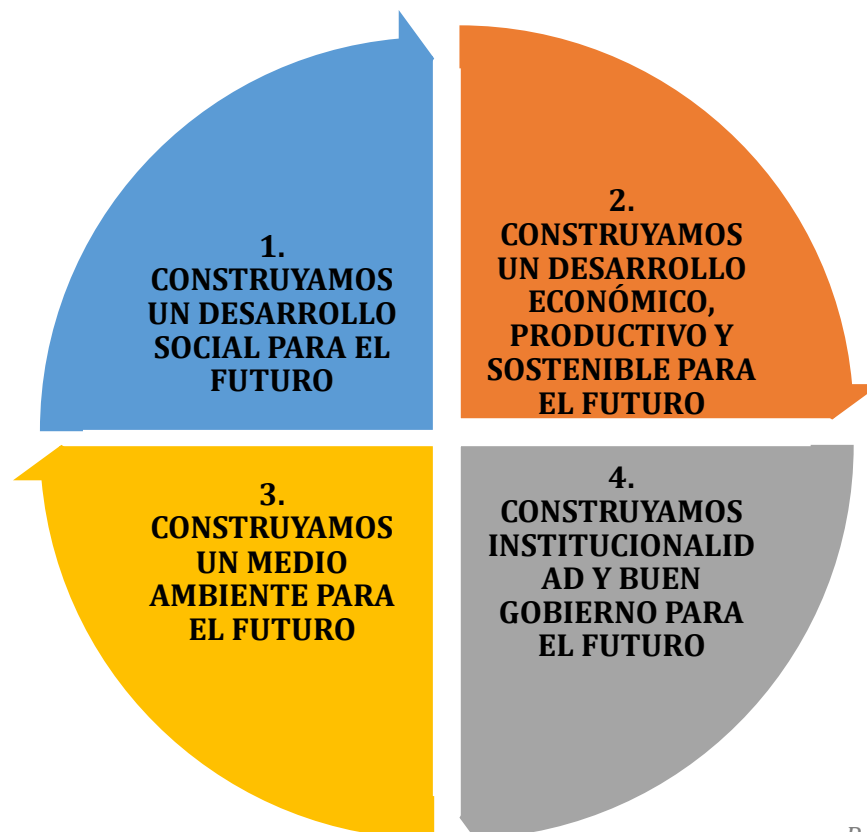 1.
CONSTRUYAMOS
UN DESARROLLO
SOCIAL PARA EL
FUTURO
2.
CONSTRUYAMOS
UN DESARROLLO
ECONÓMICO,
PRODUCTIVO Y
SOSTENIBLE PARA
EL FUTURO
3.
CONSTRUYAMOS
UN MEDIO
AMBIENTE PARA
EL FUTURO
4.
CONSTRUYAMOS
INSTITUCIONALID
AD Y BUEN
GOBIERNO PARA
EL FUTURO